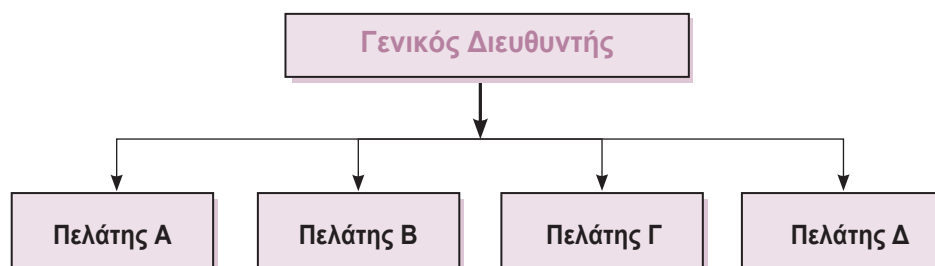 Γενικός Διευθυντής
Πελάτης Α
Πελάτης Β
Πελάτης Γ
Πελάτης Δ